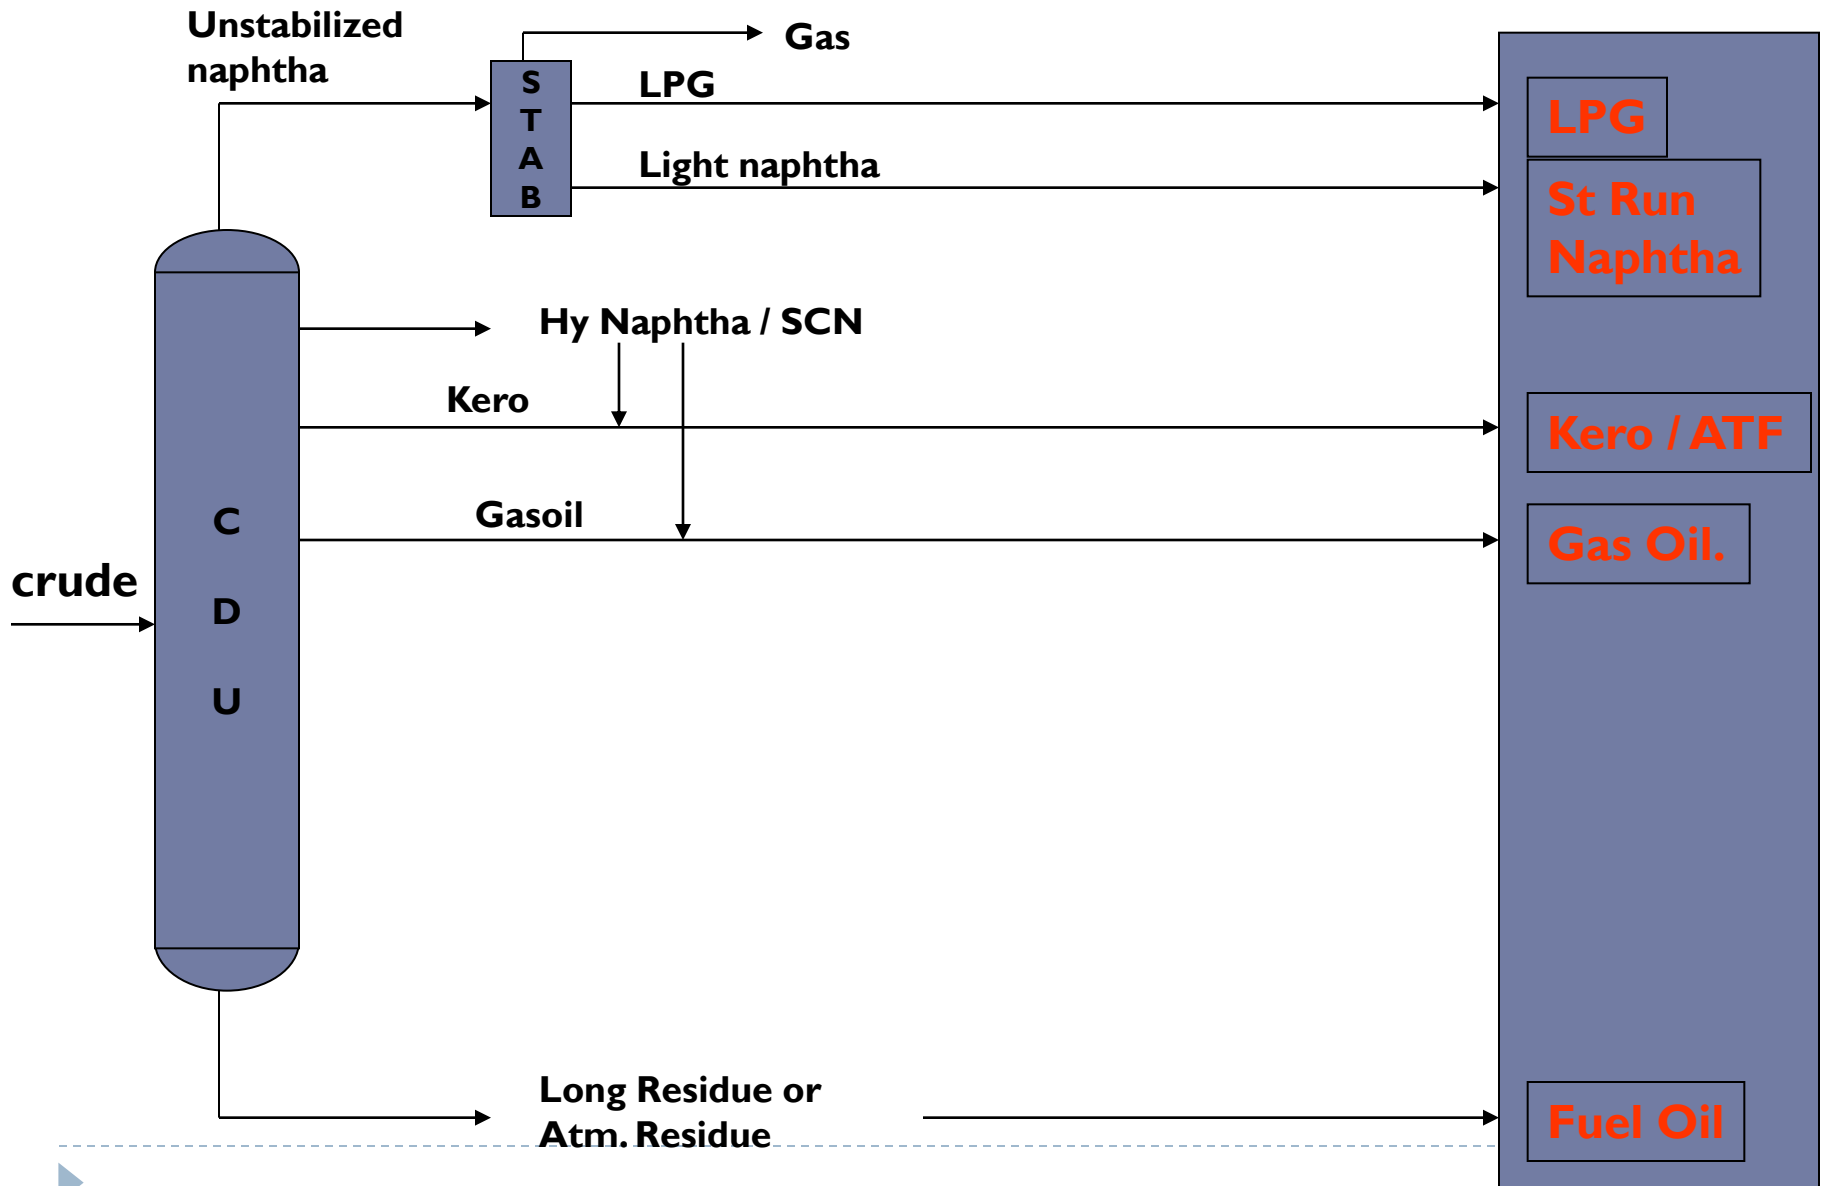 Unstabilized
naphtha
Gas
S
T
A
B
LPG
Light naphtha
LPG
St Run
Naphtha
Hy Naphtha / SCN
Kero
Kero / ATF
Gasoil
Gas Oil.
crude
C
D
U
Long Residue or
Atm. Residue
Fuel Oil